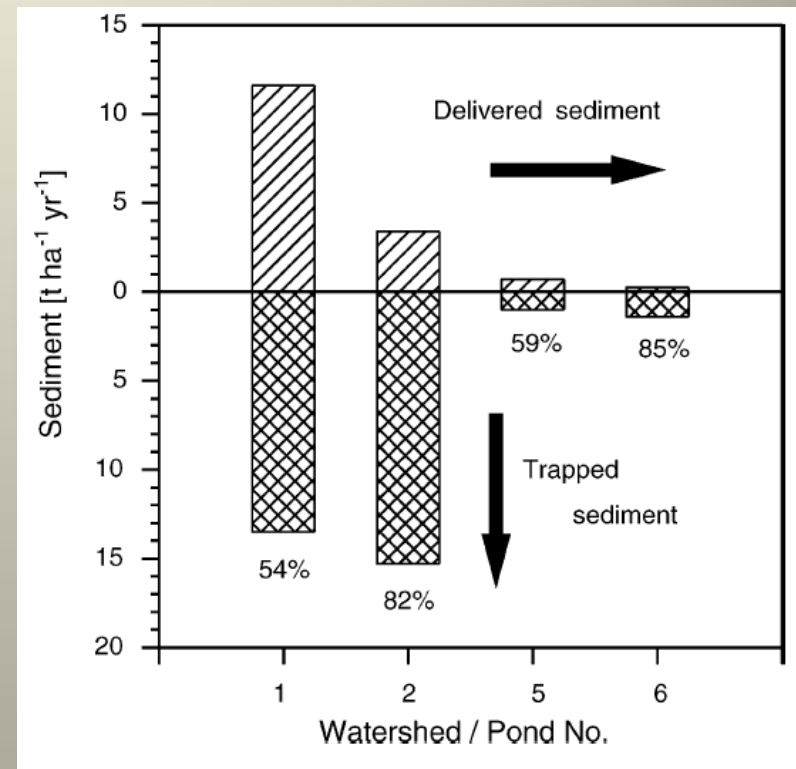 15
10
5
0
5
10
15
20
Sediment [t ha⁻¹ yr⁻¹]
Delivered sediment
59%
85%
Trapped
sediment
54%
82%
1 2 5 6
Watershed / Pond No.